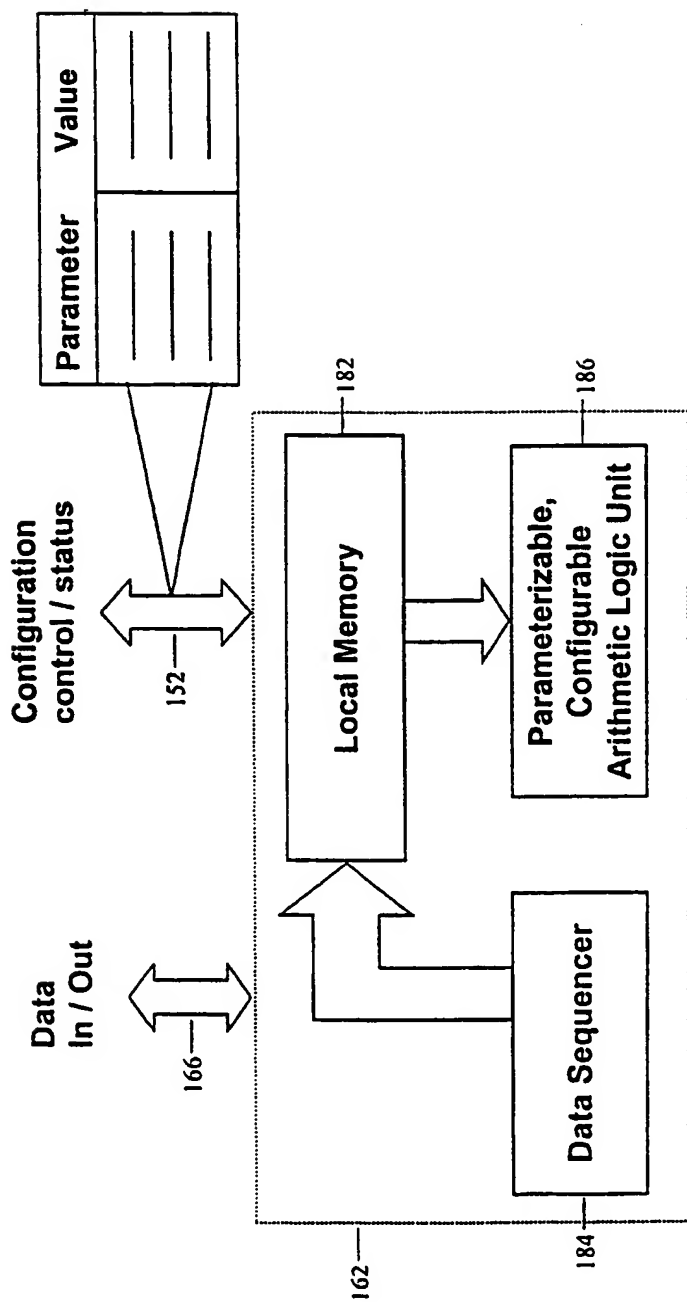 Parameter
Value
Configuration
control / status
152
Data
In / Out
166
182
Local Memory
186
Parameterizable,
Configurable
Arithmetic Logic Unit
Data Sequencer
184
162